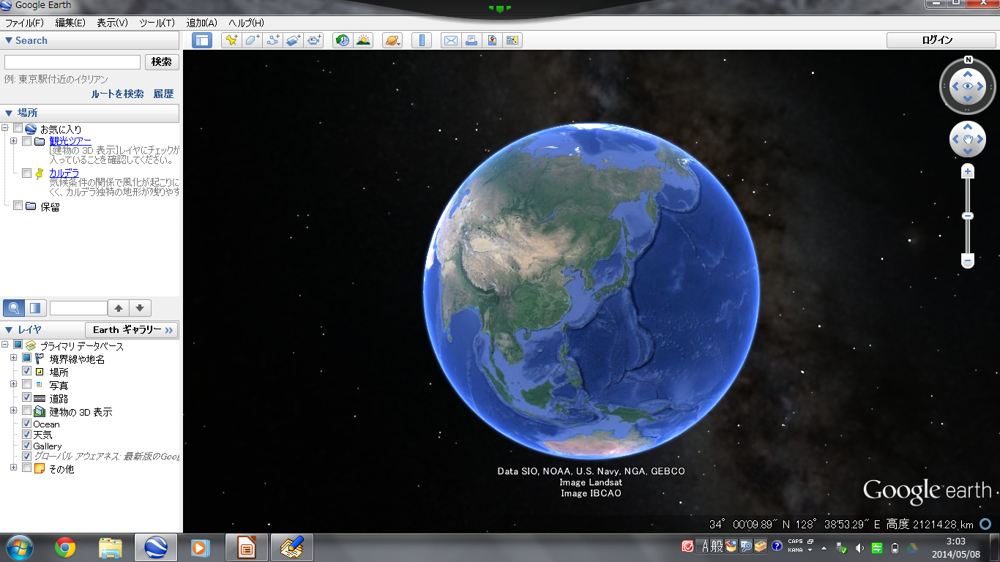 Google Earth
ファイル(F) 編集(E) 表示(V) ツール(T) 追加(A) ヘルプ(H)
Search
検索
例: 東京駅付近のイタリアン
ルートを検索 履歴
場所
お気に入り
観光ツアー
[建物の 3D 表示]レイヤにチェックが
入っていることを確認してください。
カルデラ
気候条件の関係で風化が起こりに
くく、カルデラ独特の地形が残りやす
保留
レイヤ
Earth ギャラリー »
プライマリ データベース
境界線や地名
場所
写真
道路
建物の 3D 表示
Ocean
天気
Gallery
グローバル アウェアネス: 最新版のGoog
その他
ログイン
N
Data SIO, NOAA, U.S. Navy, NGA, GEBCO
Image Landsat
Image IBCAO
Google earth
34° 00'09.89" N 128° 38'53.29" E 高度 21214.28 km
A 般
CAPS
KANA
3:03
2014/05/08